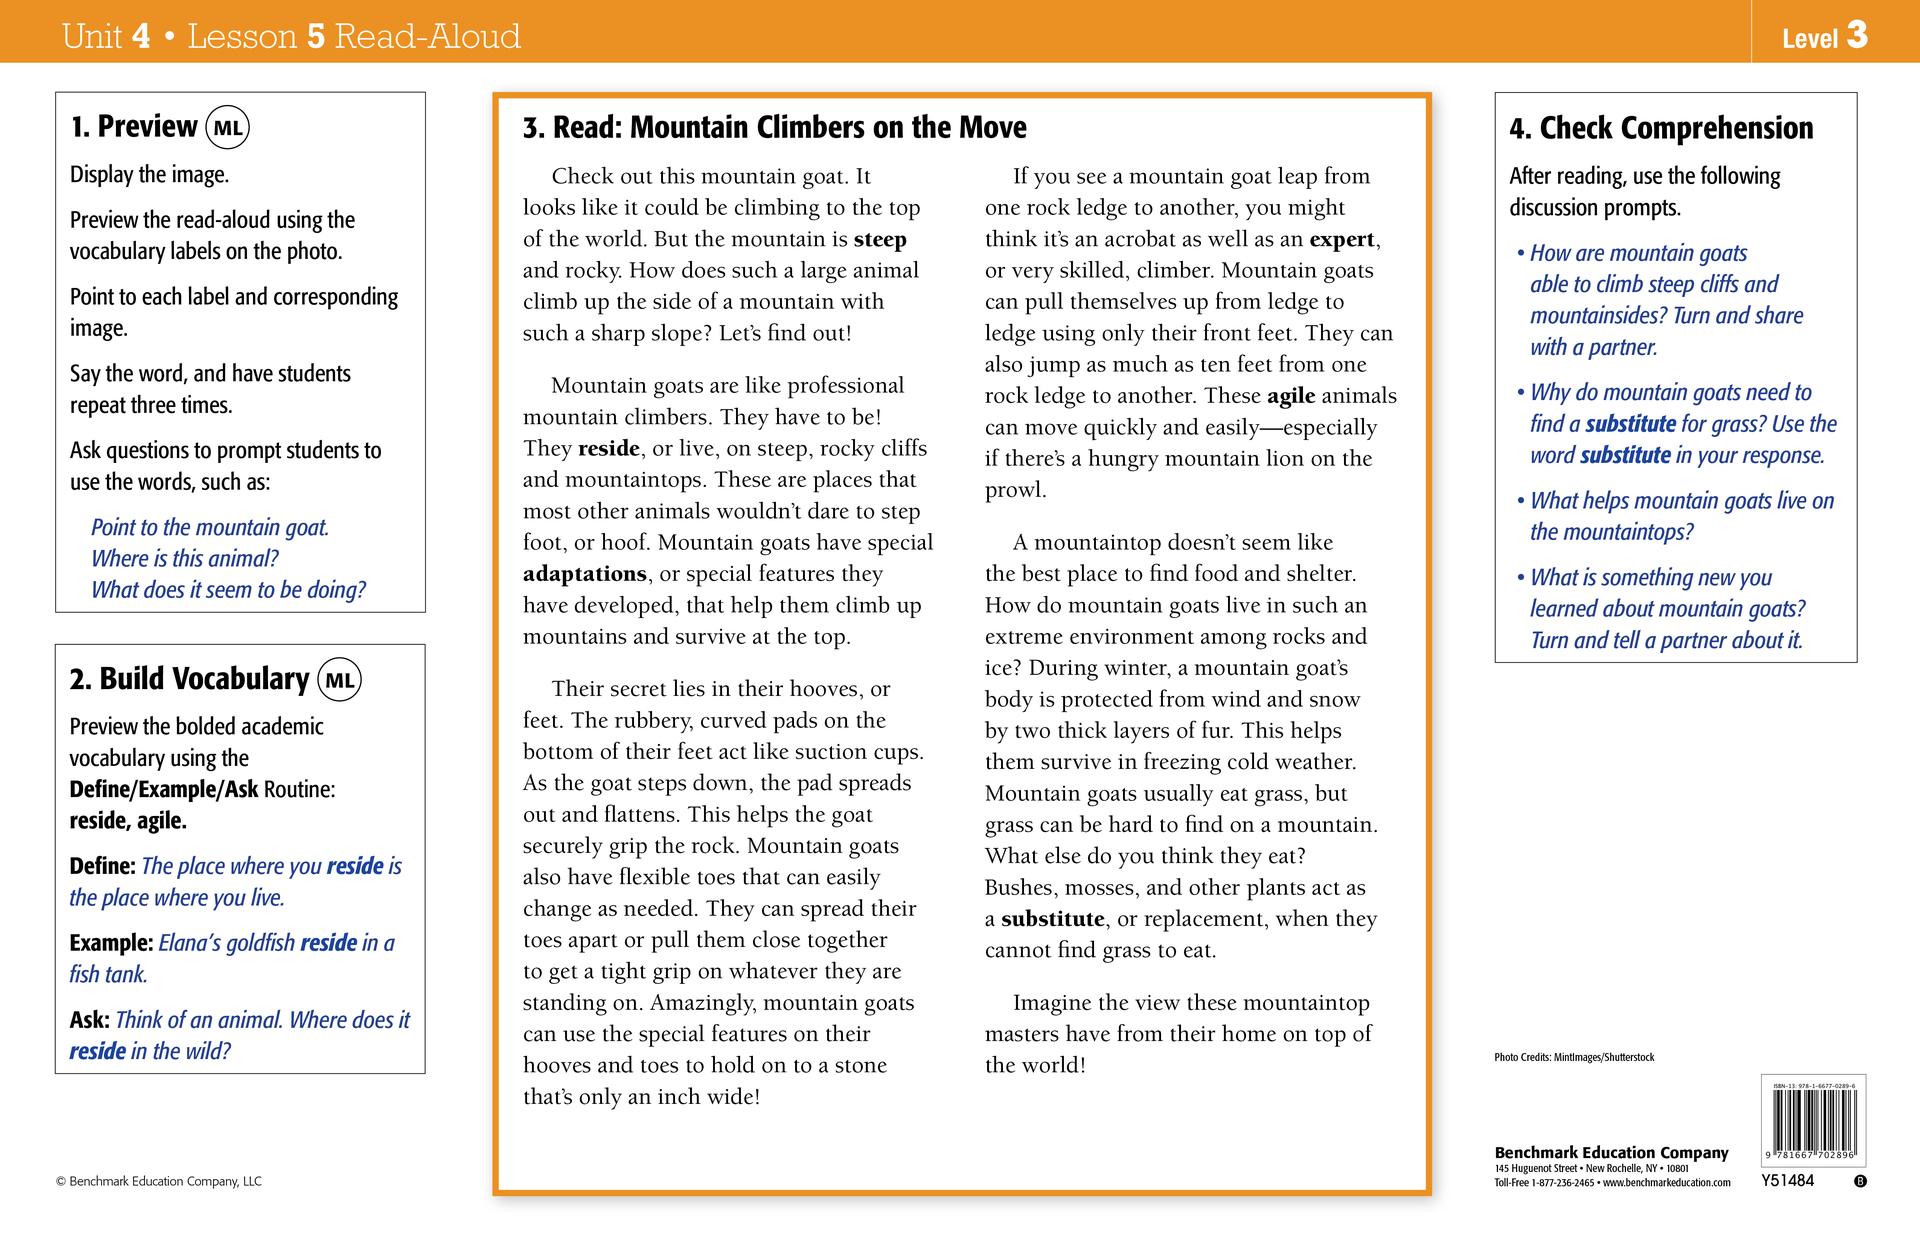 Unit 4 • Lesson 5 Read-Aloud
Level 3
1. Preview ML
Display the image.
Preview the read-aloud using the
vocabulary labels on the photo.
Point to each label and corresponding
image.
Say the word, and have students
repeat three times.
Ask questions to prompt students to
use the words, such as:
Point to the mountain goat.
Where is this animal?
What does it seem to be doing?
2. Build Vocabulary ML
Preview the bolded academic
vocabulary using the
Define/Example/Ask Routine:
reside, agile.
Define: The place where you reside is
the place where you live.
Example: Elana's goldfish reside in a
fish tank.
Ask: Think of an animal. Where does it
reside in the wild?
© Benchmark Education Company, LLC
3. Read: Mountain Climbers on the Move
Check out this mountain goat. It
looks like it could be climbing to the top
of the world. But the mountain is steep
and rocky. How does such a large animal
climb up the side of a mountain with
such a sharp slope? Let's find out!
Mountain goats are like professional
mountain climbers. They have to be!
They reside, or live, on steep, rocky cliffs
and mountaintops. These are places that
most other animals wouldn't dare to step
foot, or hoof. Mountain goats have special
adaptations, or special features they
have developed, that help them climb up
mountains and survive at the top.
Their secret lies in their hooves, or
feet. The rubbery, curved pads on the
bottom of their feet act like suction cups.
As the goat steps down, the pad spreads
out and flattens. This helps the goat
securely grip the rock. Mountain goats
also have flexible toes that can easily
change as needed. They can spread their
toes apart or pull them close together
to get a tight grip on whatever they are
standing on. Amazingly, mountain goats
can use the special features on their
hooves and toes to hold on to a stone
that's only an inch wide!
If you see a mountain goat leap from
one rock ledge to another, you might
think it's an acrobat as well as an expert,
or very skilled, climber. Mountain goats
can pull themselves up from ledge to
ledge using only their front feet. They can
also jump as much as ten feet from one
rock ledge to another. These agile animals
can move quickly and easily—especially
if there's a hungry mountain lion on the
prowl.
A mountaintop doesn't seem like
the best place to find food and shelter.
How do mountain goats live in such an
extreme environment among rocks and
ice? During winter, a mountain goat's
body is protected from wind and snow
by two thick layers of fur. This helps
them survive in freezing cold weather.
Mountain goats usually eat grass, but
grass can be hard to find on a mountain.
What else do you think they eat?
Bushes, mosses, and other plants act as
a substitute, or replacement, when they
cannot find grass to eat.
Imagine the view these mountaintop
masters have from their home on top of
the world!
4. Check Comprehension
After reading, use the following
discussion prompts.
• How are mountain goats
able to climb steep cliffs and
mountainsides? Turn and share
with a partner.
• Why do mountain goats need to
find a substitute for grass? Use the
word substitute in your response.
• What helps mountain goats live on
the mountaintops?
• What is something new you
learned about mountain goats?
Turn and tell a partner about it.
Photo Credits: MintImages/Shutterstock
Benchmark Education Company
145 Huguenot Street • New Rochelle, NY • 10801
Toll-Free 1-877-236-2465 • www.benchmarkeducation.com
ISBN-13: 978-1-6677-0289-6
9 781667 702896
Y51484
B